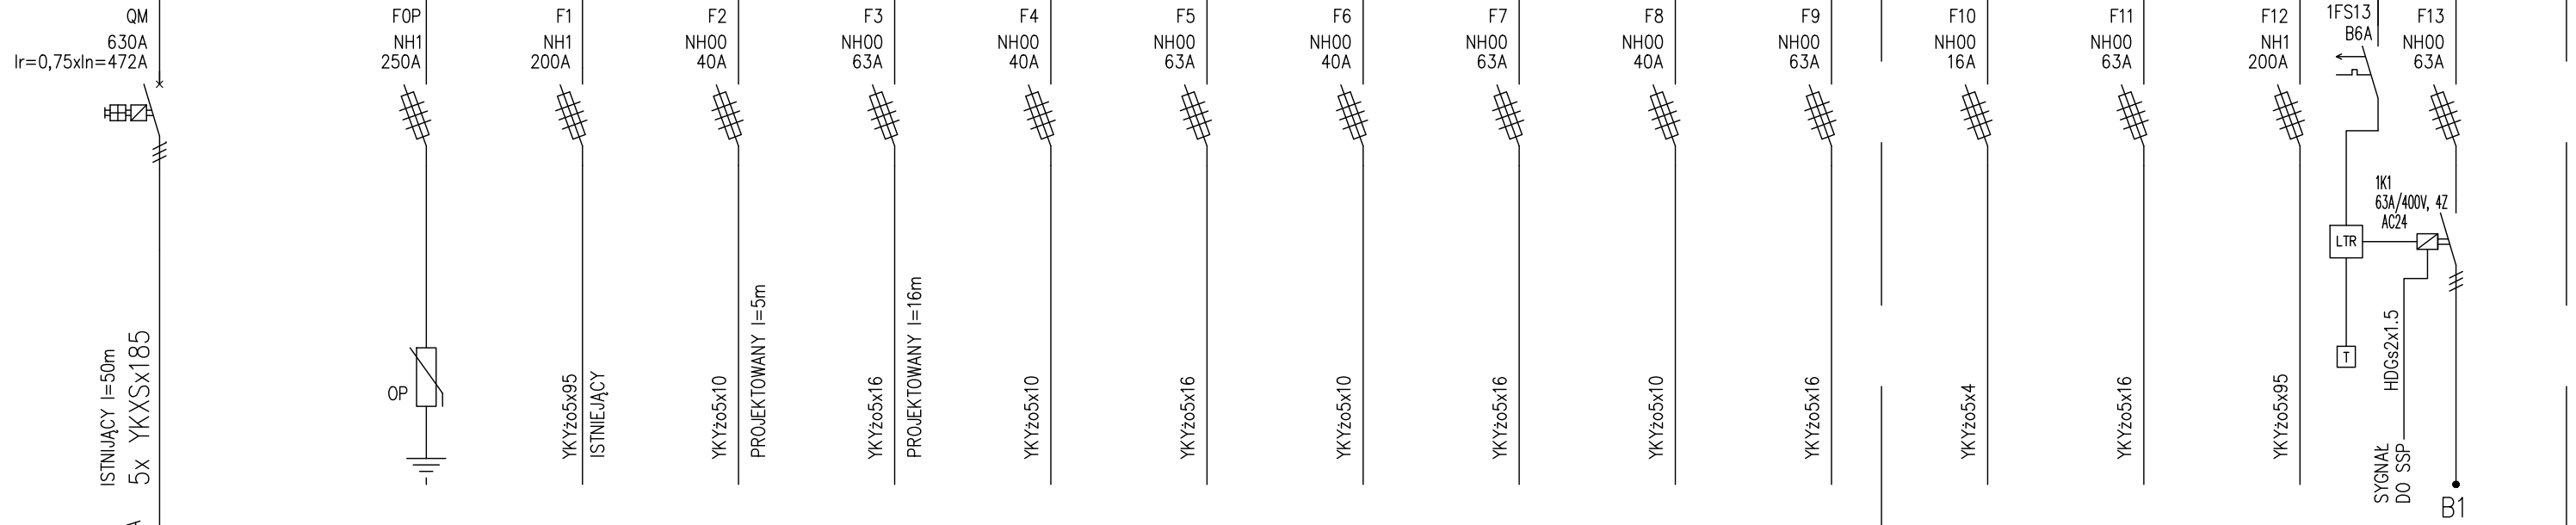 QM
630A
Ir=0,75xIn=472A
ISTNIJĄCY l=50m
5x YKXSx185
F0P
NH1
250A
OP
F1
NH1
200A
YKYżo5x95
ISTNIEJĄCY
F2
NH00
40A
YKYżo5x10
PROJEKTOWANY l=5m
F3
NH00
63A
YKYżo5x16
PROJEKTOWANY l=16m
F4
NH00
40A
YKYżo5x10
F5
NH00
63A
YKYżo5x16
F6
NH00
40A
YKYżo5x10
F7
NH00
63A
YKYżo5x16
F8
NH00
40A
YKYżo5x10
F9
NH00
63A
YKYżo5x16
F10
NH00
16A
YKYżo5x4
F11
NH00
63A
YKYżo5x16
F12
NH1
200A
YKYżo5x95
1FS13
B6A
LTR
T
F13
NH00
63A
1K1
63A/400V, 4Z
AC24
HDGs2x1.5
SYGNAŁ
DO SSP
B1